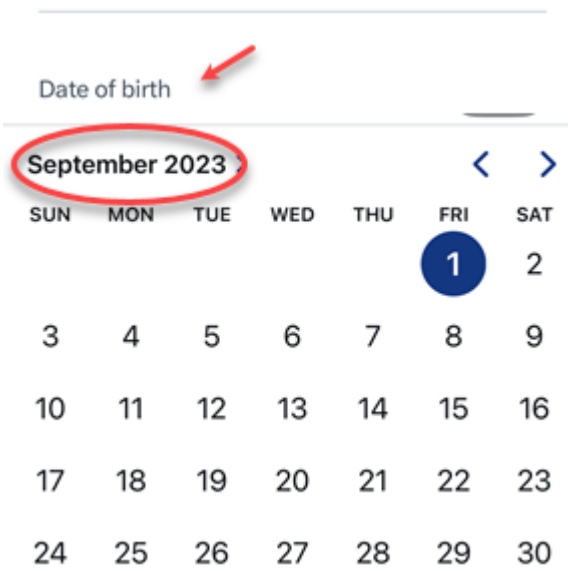 Date of birth
September 2023
SUN MON TUE WED THU FRI SAT
1 2
3 4 5 6 7 8 9
10 11 12 13 14 15 16
17 18 19 20 21 22 23
24 25 26 27 28 29 30